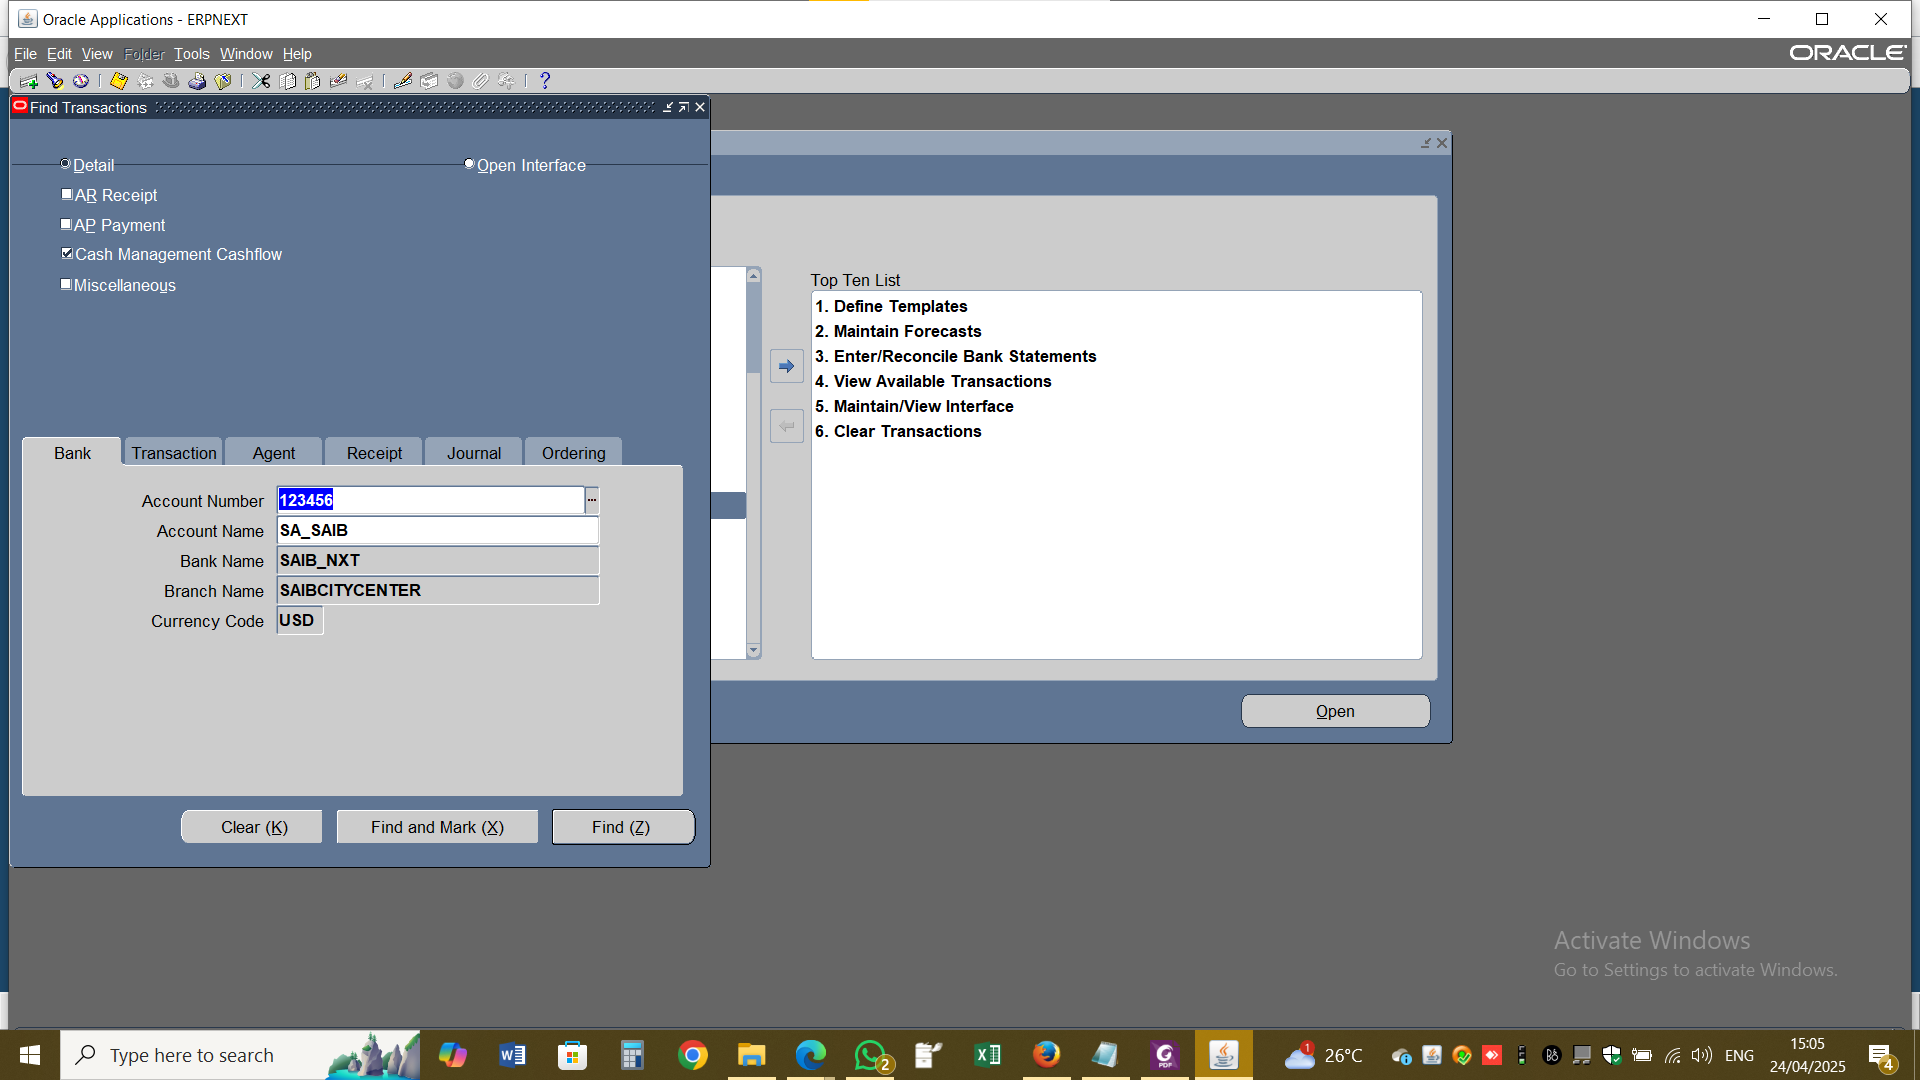 Oracle Applications - ERPNEXT
File Edit View Folder Tools Window Help
ORACLE
Find Transactions
Detail
Open Interface
AR Receipt
AP Payment
Cash Management Cashflow
Miscellaneous
Bank
Transaction
Agent
Receipt
Journal
Ordering
Account Number 123456
Account Name SA_SAIB
Bank Name SAIB_NXT
Branch Name SAIBCITYCENTER
Currency Code USD
Clear (K)
Find and Mark (X)
Find (Z)
Top Ten List
1. Define Templates
2. Maintain Forecasts
3. Enter/Reconcile Bank Statements
4. View Available Transactions
5. Maintain/View Interface
6. Clear Transactions
Open
Activate Windows
Go to Settings to activate Windows.
Type here to search
2
PDF
1
26°C
ENG
15:05
24/04/2025
4